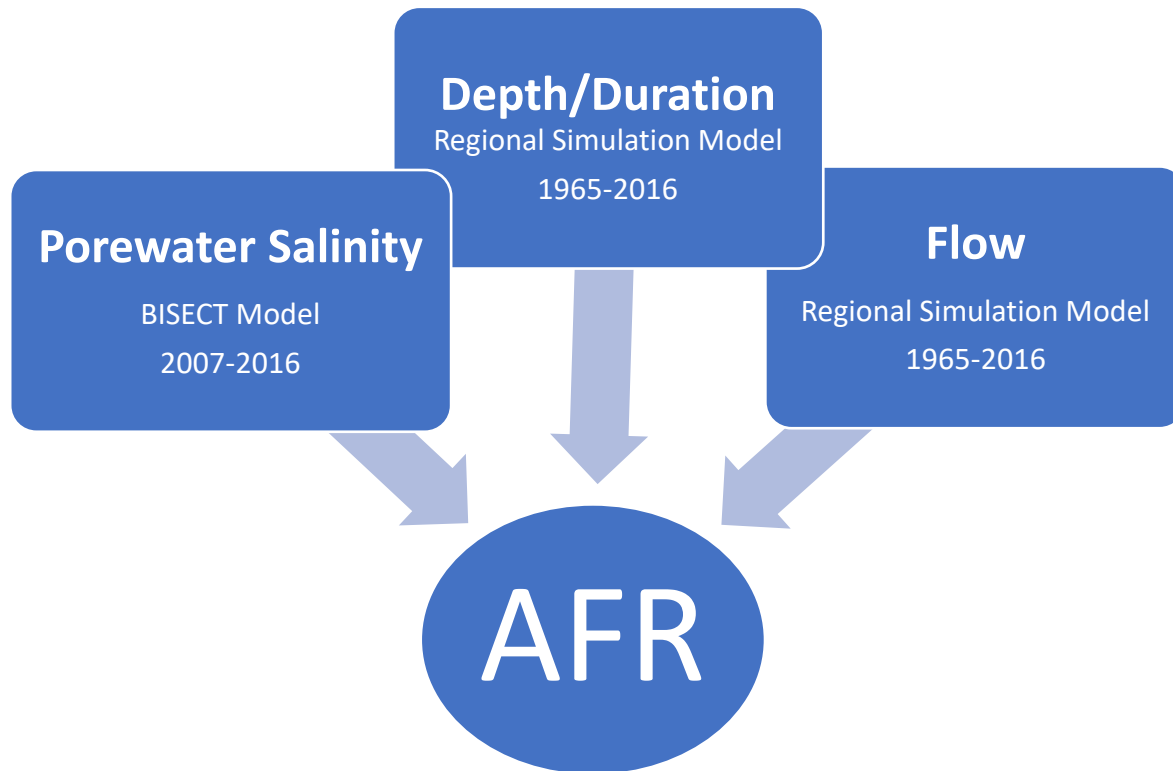 Depth/Duration
Regional Simulation Model
1965-2016
Porewater Salinity
BISECT Model
2007-2016
Flow
Regional Simulation Model
1965-2016
AFR